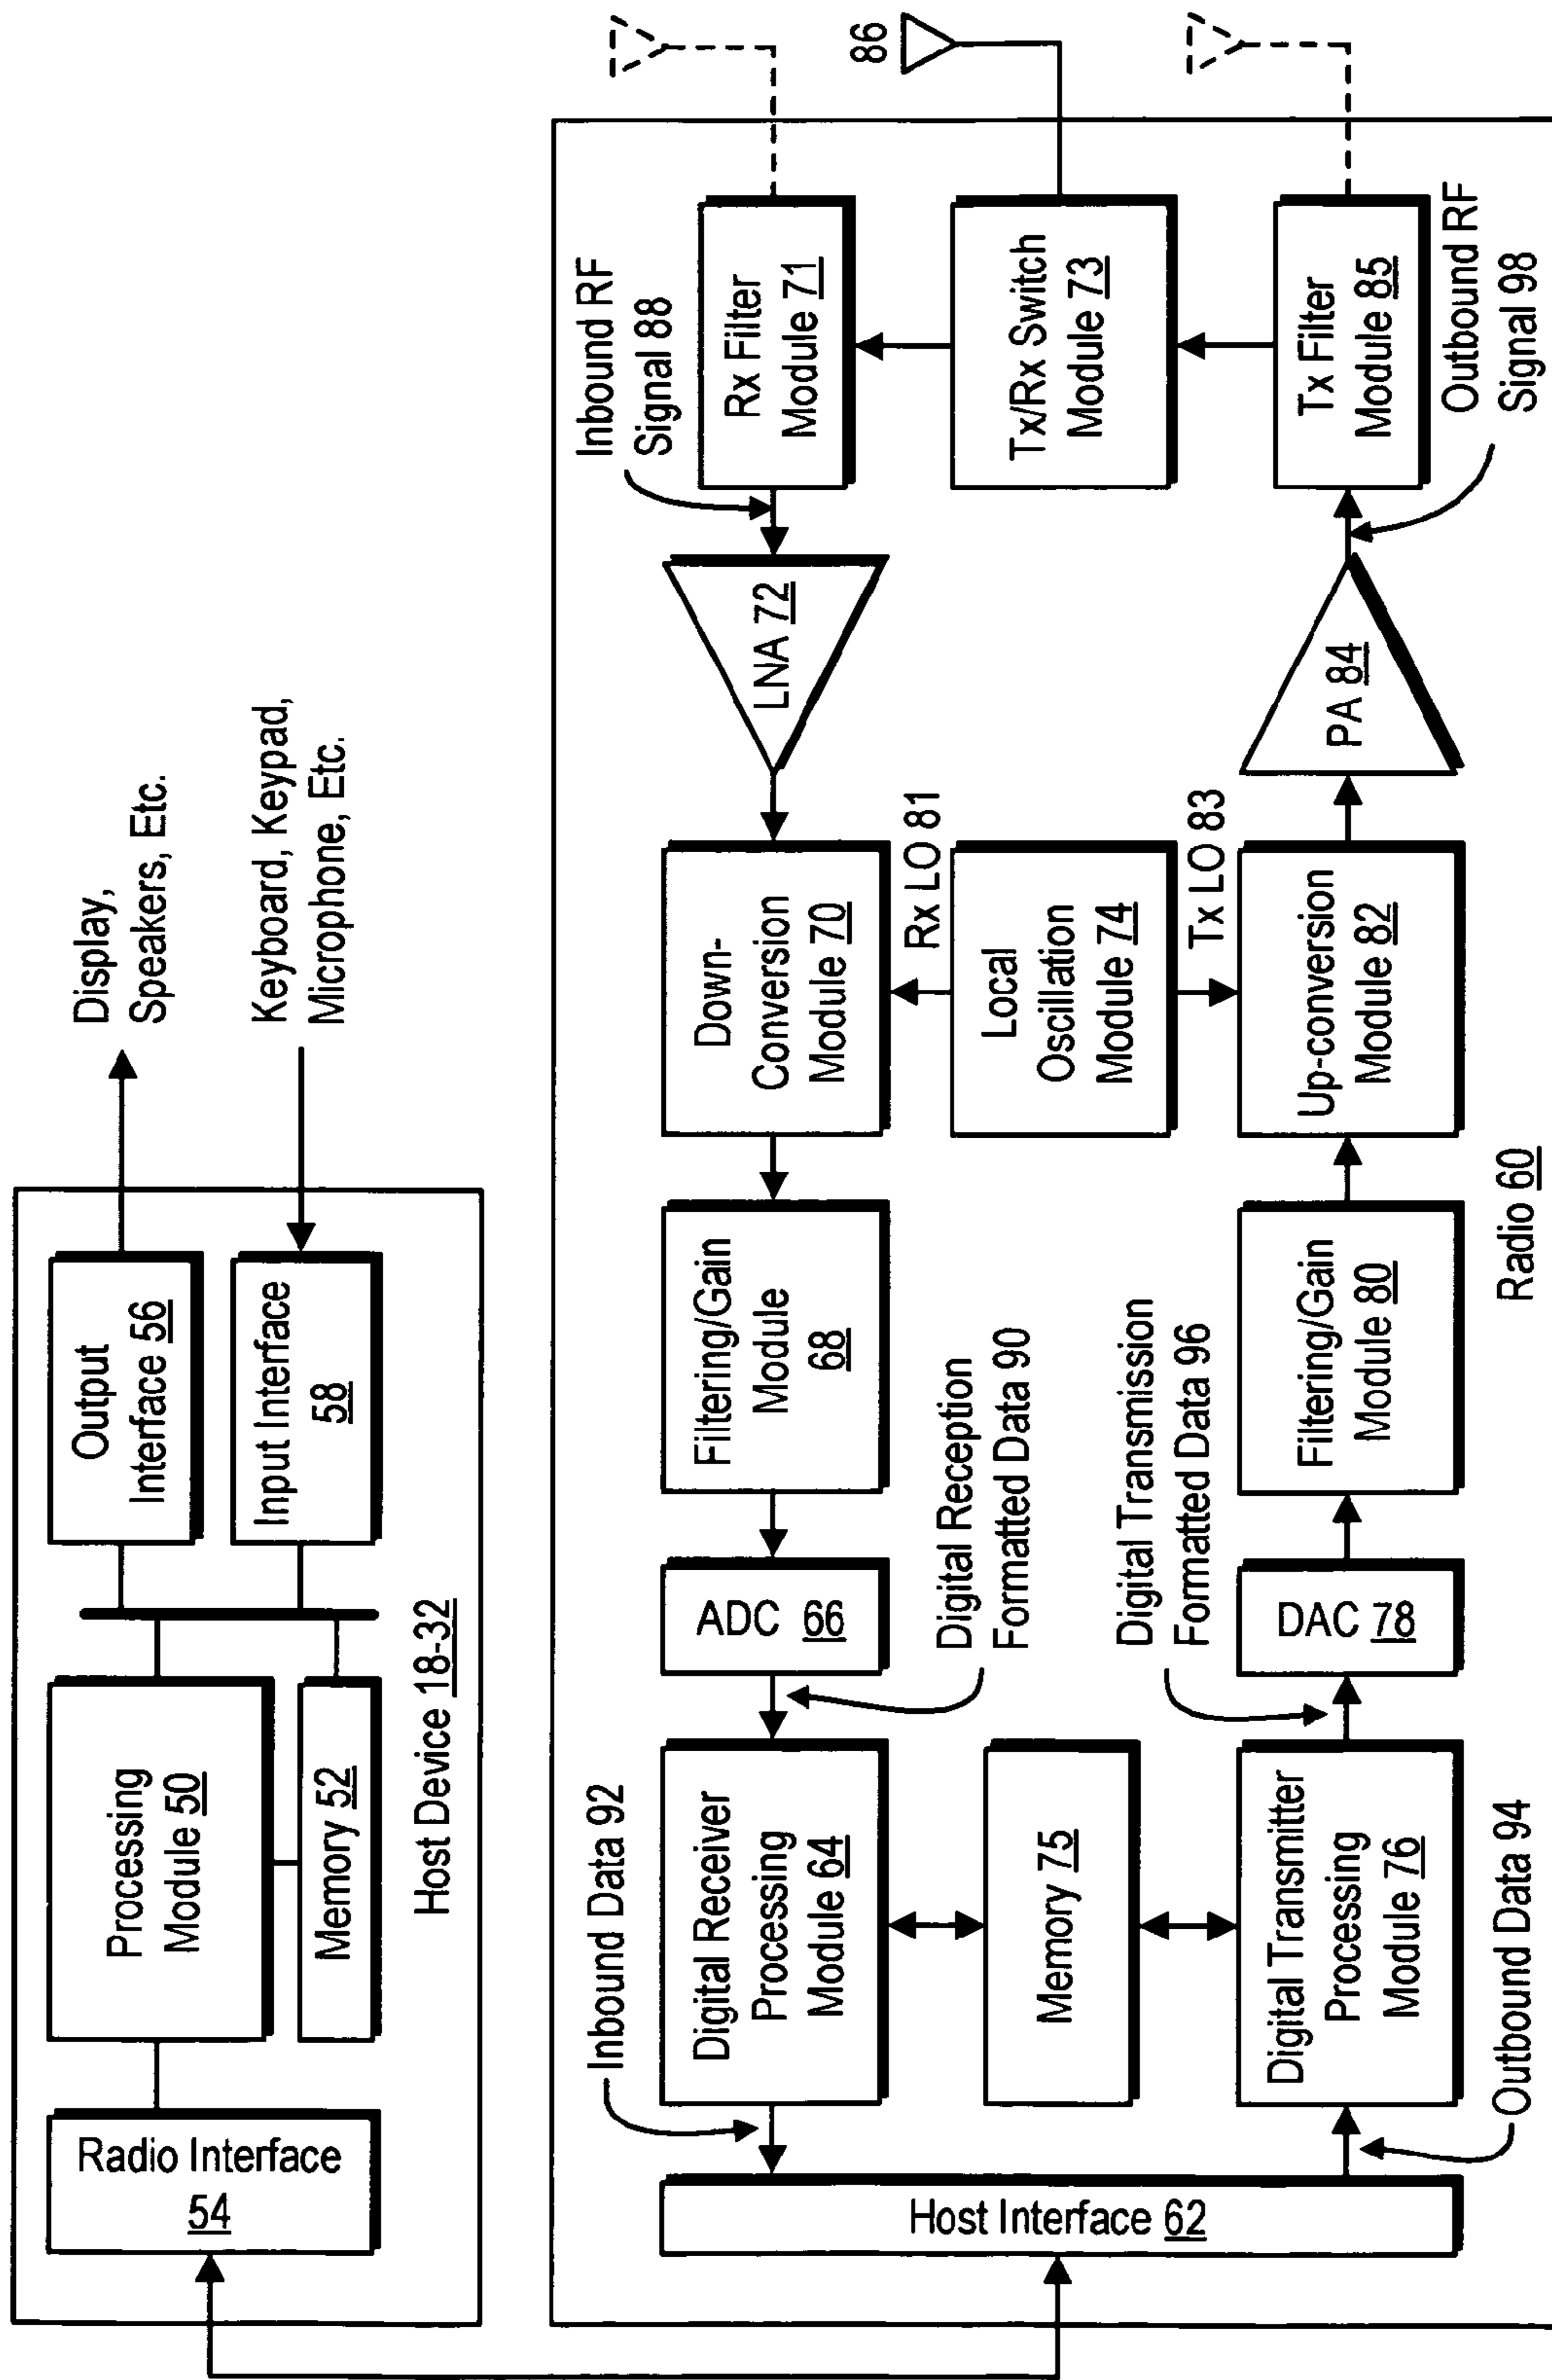 Display,
Speakers, Etc.
Keyboard, Keypad,
Microphone, Etc.
Output
Interface 56
Input Interface
58
Processing
Module 50
Memory 52
Radio Interface
54
Host Device 18-32
86
Inbound RF
Signal 88
Rx Filter
Module 71
Tx/Rx Switch
Module 73
Tx Filter
Module 85
Outbound RF
Signal 98
LNA 72
PA 84
Down-
Conversion
Module 70
Rx LO 81
Local
Oscillation
Module 74
Tx LO 83
Up-conversion
Module 82
Filtering/Gain
Module
68
Filtering/Gain
Module 80
Radio 60
ADC 66
Digital Reception
Formatted Data 90
Digital Transmission
Formatted Data 96
DAC 78
Inbound Data 92
Digital Receiver
Processing
Module 64
Memory 75
Digital Transmitter
Processing
Module 76
Outbound Data 94
Host Interface 62